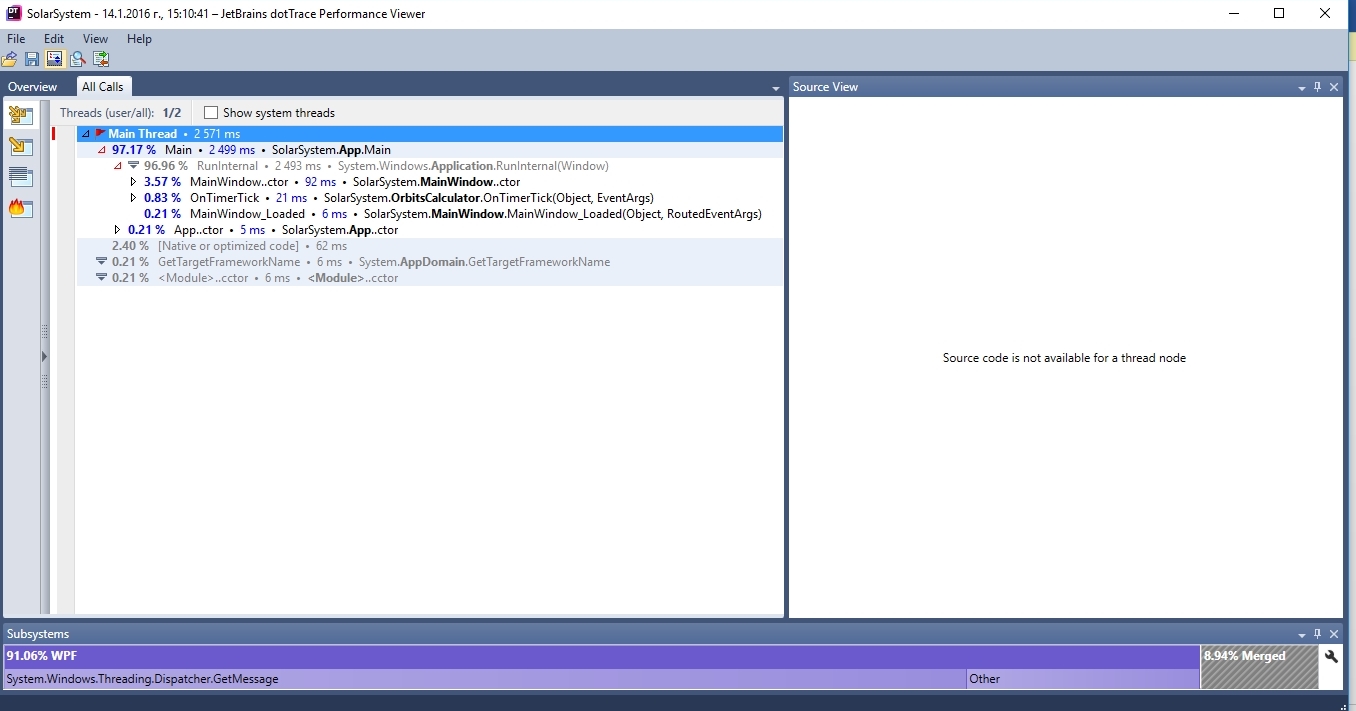 SolarSystem - 14.1.2016 г., 15:10:41 – JetBrains dotTrace Performance Viewer
File Edit View Help
Overview All Calls
Threads (user/all): 1/2 Show system threads
Main Thread • 2 571 ms
97.17 % Main • 2 499 ms • SolarSystem.App.Main
96.96 % RunInternal • 2 493 ms • System.Windows.Application.RunInternal(Window)
3.57 % MainWindow..ctor • 92 ms • SolarSystem.MainWindow..ctor
0.83 % OnTimerTick • 21 ms • SolarSystem.OrbitsCalculator.OnTimerTick(Object, EventArgs)
0.21 % MainWindow_Loaded • 6 ms • SolarSystem.MainWindow.MainWindow_Loaded(Object, RoutedEventArgs)
0.21 % App..ctor • 5 ms • SolarSystem.App..ctor
2.40 % [Native or optimized code] • 62 ms
0.21 % GetTargetFrameworkName • 6 ms • System.AppDomain.GetTargetFrameworkName
0.21 % <Module>..cctor • 6 ms • <Module>..cctor
Source View
Source code is not available for a thread node
Subsystems
91.06% WPF 8.94% Merged
System.Windows.Threading.Dispatcher.GetMessage Other